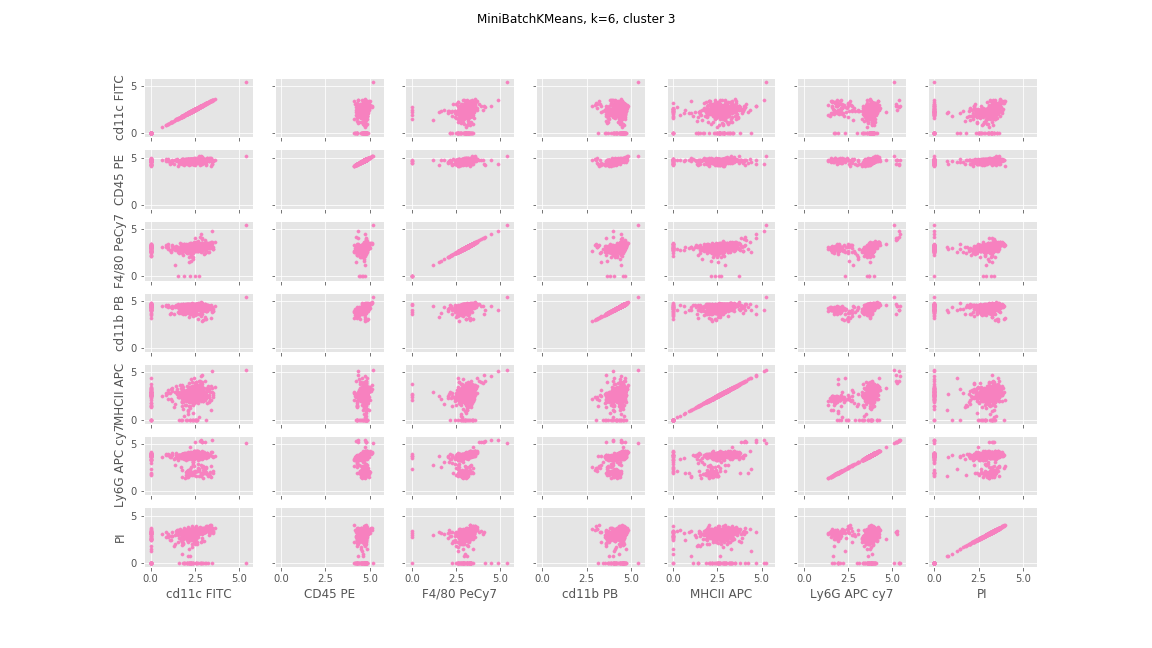 MiniBatchKMeans, k=6, cluster 3
cd11c FITC
5
0
CD45 PE
5
0
F4/80 PeCy7
5
0
cd11b PB
5
0
MHCII APC
5
0
Ly6G APC cy7
5
0
PI
5
0
0.0 2.5 5.0 0.0 2.5 5.0 0.0 2.5 5.0 0.0 2.5 5.0 0.0 2.5 5.0 0.0 2.5 5.0 0.0 2.5 5.0
cd11c FITC CD45 PE F4/80 PeCy7 cd11b PB MHCII APC Ly6G APC cy7 PI